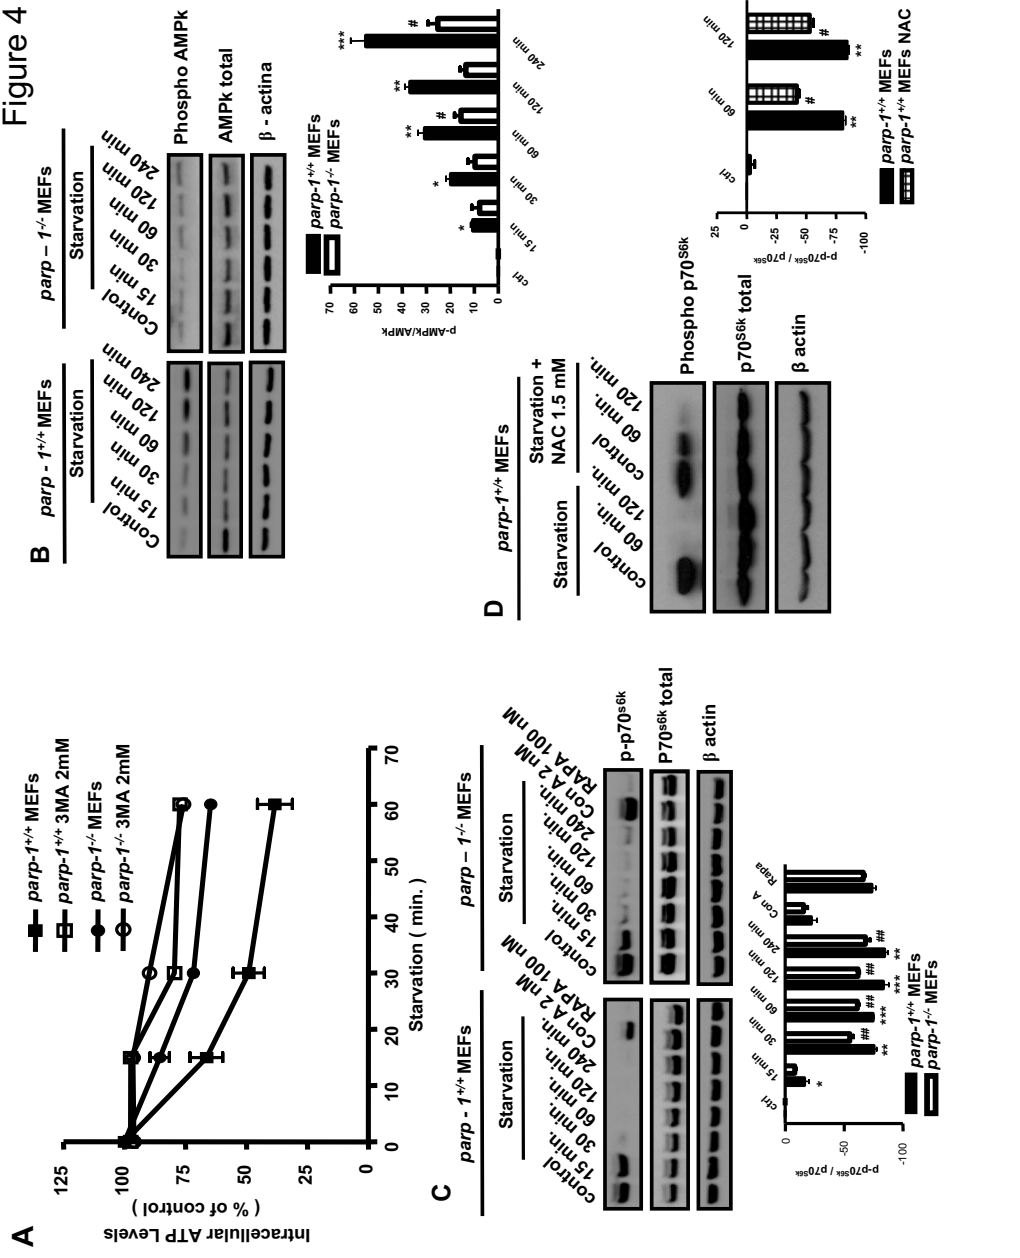 Figure 4
A
parp-1+/+ MEFs
parp-1+/+ 3MA 2mM
parp-1-/- MEFs
parp-1-/- 3MA 2mM
Intracellular ATP Levels
( % of control )
125
100
75
50
25
0
0 10 20 30 40 50 60 70
Starvation ( min. )
B
parp - 1+/+ MEFs
parp – 1-/- MEFs
Starvation
Starvation
Control 15 min 30 min 60 min 120 min 240 min
Control 15 min 30 min 60 min 120 min 240 min
Phospho AMPk
AMPk total
β - actina
parp-1+/+ MEFs
parp-1-/- MEFs
p-AMPk/AMPk
70
60
50
40
30
20
10
0
* * ** # ** *** #
ctrl 15 min 30 min 60 min 120 min 240 min
C
parp - 1+/+ MEFs
parp – 1-/- MEFs
Starvation
Starvation
control 15 min. 30 min. 60 min. 120 min. 240 min. Con A 2 nM RAPA 100 nM
control 15 min. 30 min. 60 min. 120 min. 240 min. Con A 2 nM RAPA 100 nM
p-p70s6k
P70s6k total
β actin
ctrl 15 min 30 min 60 min 120 min 240 min Con A Rapa
p-p70S6k / p70S6k
0
-50
-100
* ** ## *** ## *** ## ** ##
parp-1+/+ MEFs
parp-1-/- MEFs
D
parp-1+/+ MEFs
Starvation
Starvation +
NAC 1.5 mM
control 60 min. 120 min. control 60 min. 120 min.
Phospho p70S6k
p70S6k total
β actin
p-p70S6k / p70S6k
25
0
-25
-50
-75
-100
ctrl 60 min 120 min
** # ** #
parp-1+/+ MEFs
parp-1+/+ MEFs NAC